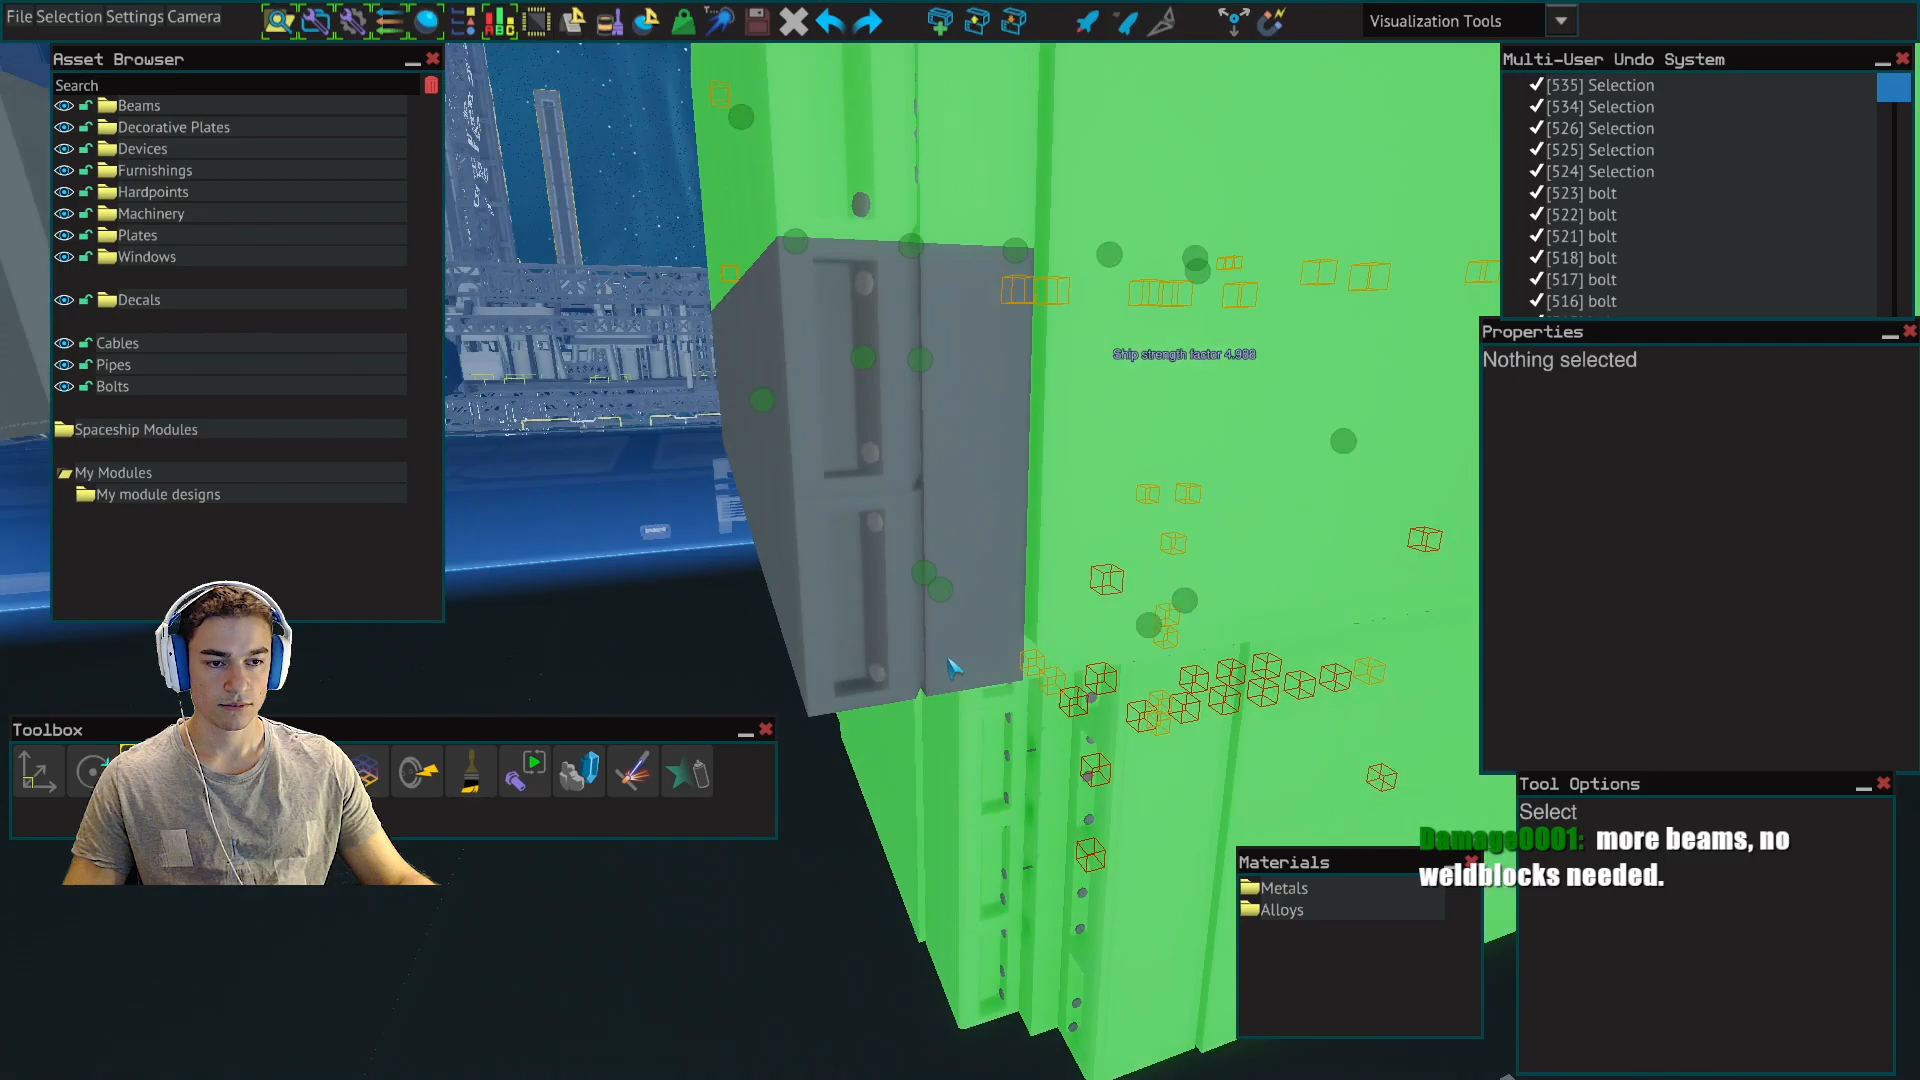 File Selection Settings Camera
Visualization Tools
Asset Browser
Search
Beams
Decorative Plates
Devices
Furnishings
Hardpoints
Machinery
Plates
Windows
Decals
Cables
Pipes
Bolts
Spaceship Modules
My Modules
My module designs
ABC
Multi-User Undo System
[535] Selection
[534] Selection
[526] Selection
[525] Selection
[524] Selection
[523] bolt
[522] bolt
[521] bolt
[518] bolt
[517] bolt
[516] bolt
Properties
Nothing selected
Ship strength factor 4.988
Toolbox
Tool Options
Select
Damage0001: more beams, no
weldblocks needed.
Materials
Metals
Alloys